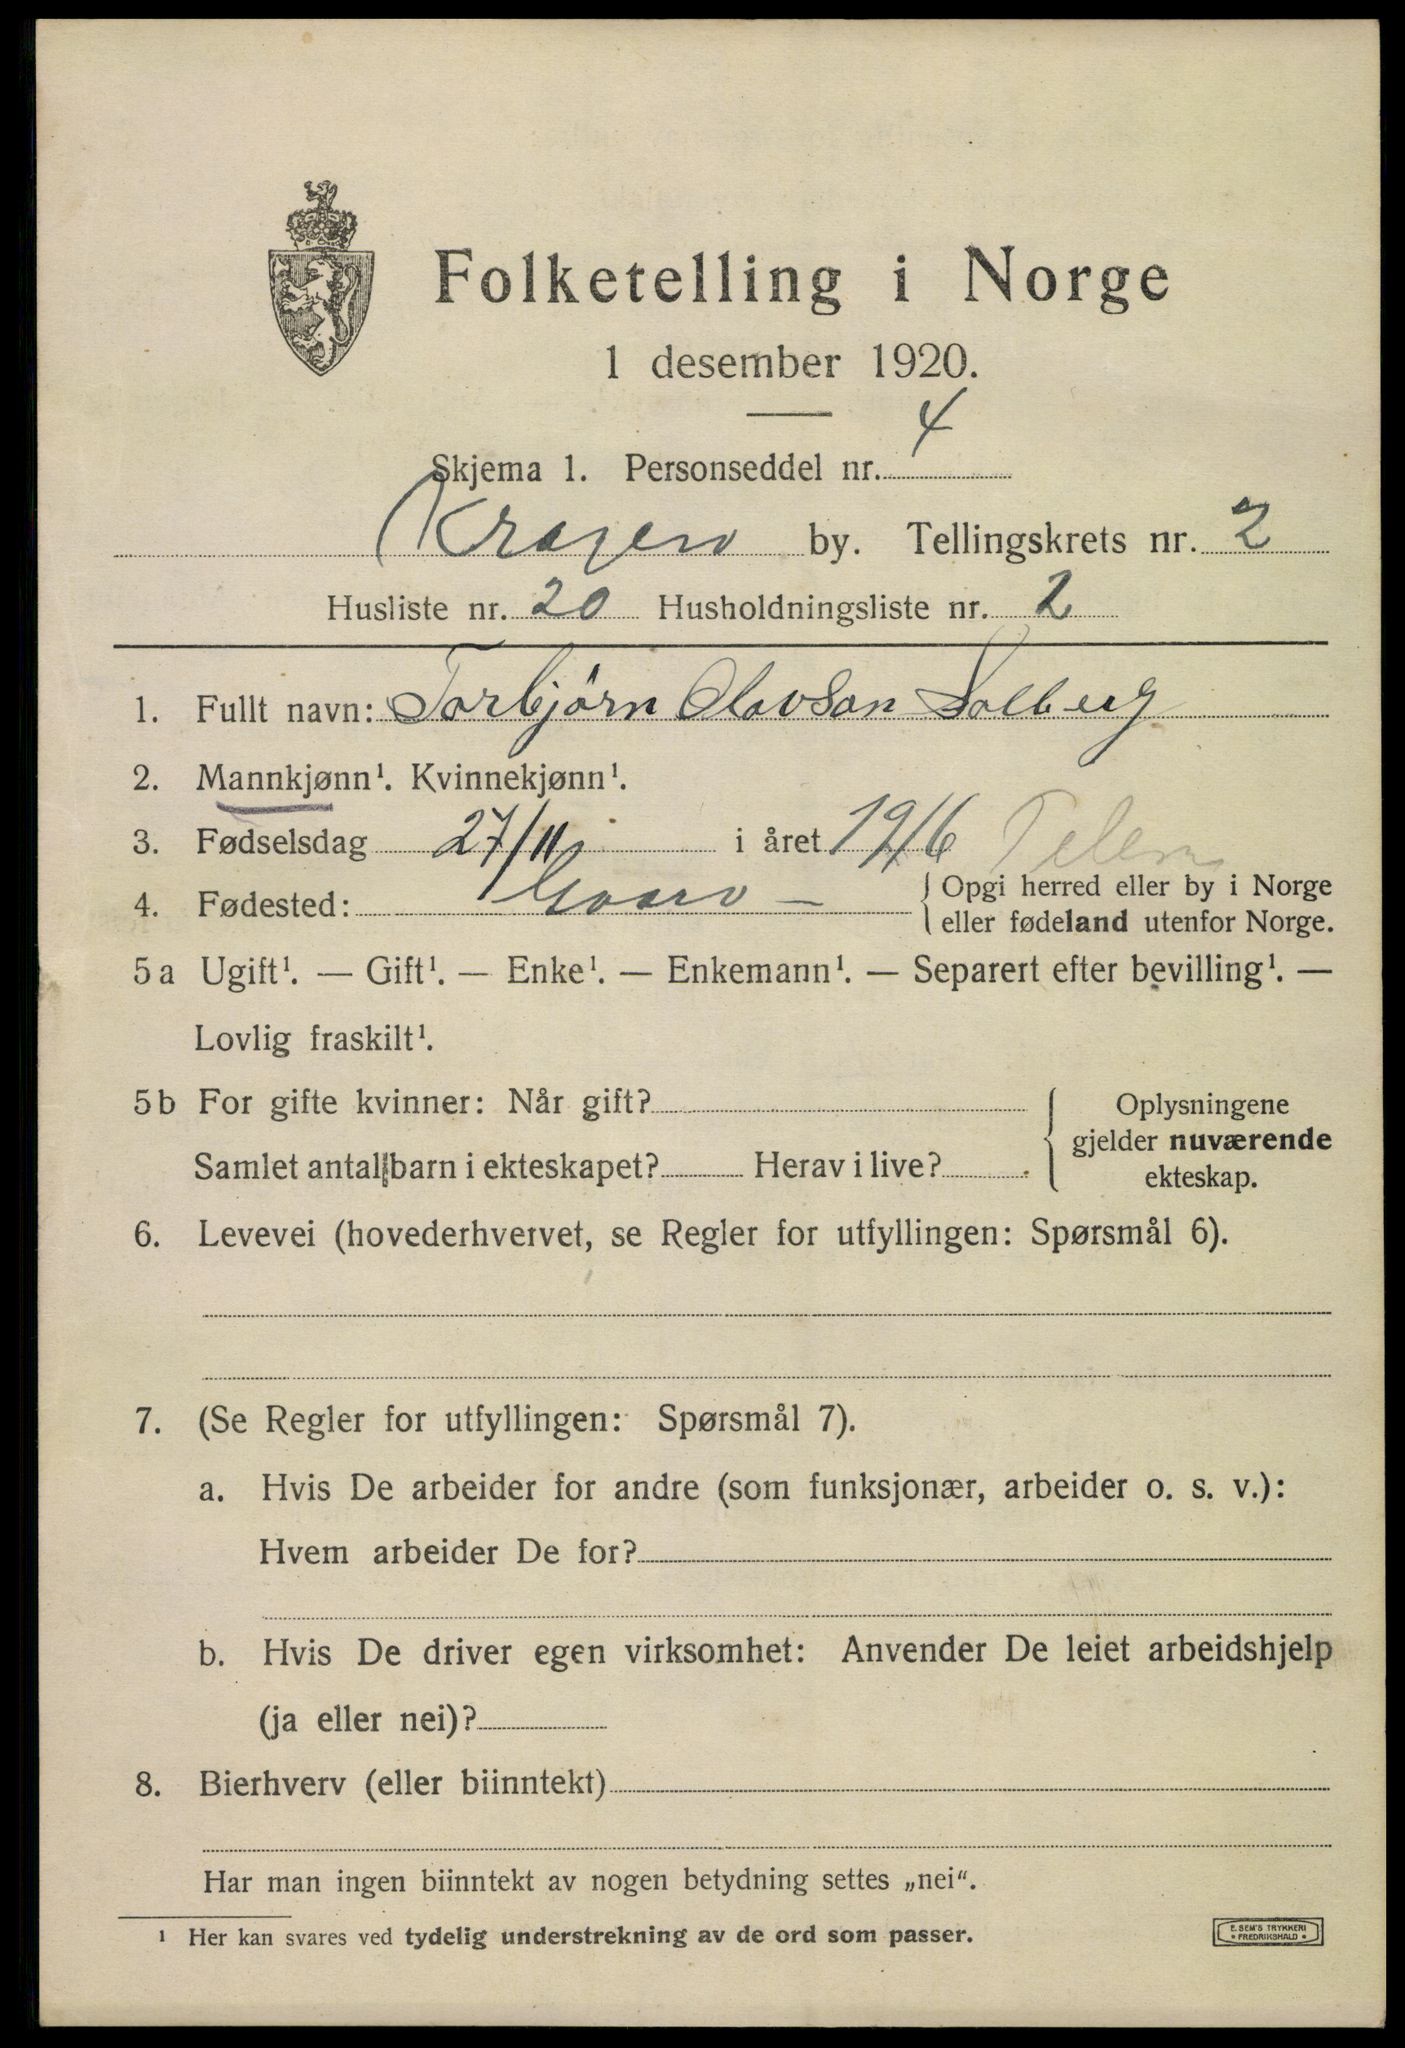 Folketelling i Norge
1 desember 1920.
Skjema 1. Personseddel nr. 4
Kragerø by. Tellingskrets nr. 2
Husliste nr. 20 Husholdningsliste nr. 2
1. Fullt navn: Torbjörn Olavson Solberg
2. Mannkjønn¹. Kvinnekjønn¹.
3. Fødselsdag 27/11 i året 1916
4. Fødested: { Opgi herred eller by i Norge
eller fødeland utenfor Norge.
5a Ugift¹. — Gift¹. — Enke¹. — Enkemann¹. — Separert efter bevilling¹. —
Lovlig fraskilt¹.
5b For gifte kvinner: Når gift?
Samlet antal barn i ekteskapet? Herav i live?
{ Oplysningene
gjelder nuværende
ekteskap.
6. Levevei (hovederhvervet, se Regler for utfyllingen: Spørsmål 6).
7. (Se Regler for utfyllingen: Spørsmål 7).
a. Hvis De arbeider for andre (som funksjonær, arbeider o. s. v.):
Hvem arbeider De for?
b. Hvis De driver egen virksomhet: Anvender De leiet arbeidshjelp
(ja eller nei)?
8. Bierhverv (eller biinntekt)
Har man ingen biinntekt av nogen betydning settes „nei“.
¹ Her kan svares ved tydelig understrekning av de ord som passer.
E. SEM'S TRYKKERI
• FREDRIKSHALD •